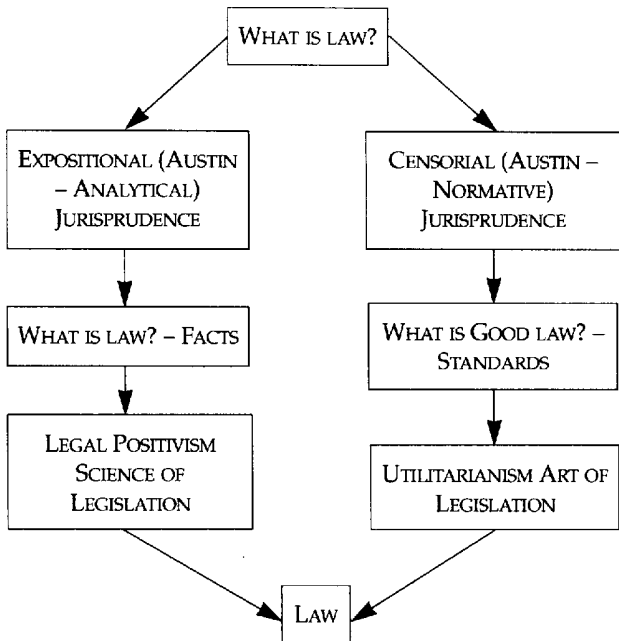 WHAT IS LAW?
EXPOSITIONAL (AUSTIN
– ANALYTICAL)
JURISPRUDENCE
CENSORIAL (AUSTIN –
NORMATIVE)
JURISPRUDENCE
WHAT IS LAW? – FACTS
WHAT IS GOOD LAW? –
STANDARDS
LEGAL POSITIVISM
SCIENCE OF
LEGISLATION
UTILITARIANISM ART OF
LEGISLATION
LAW